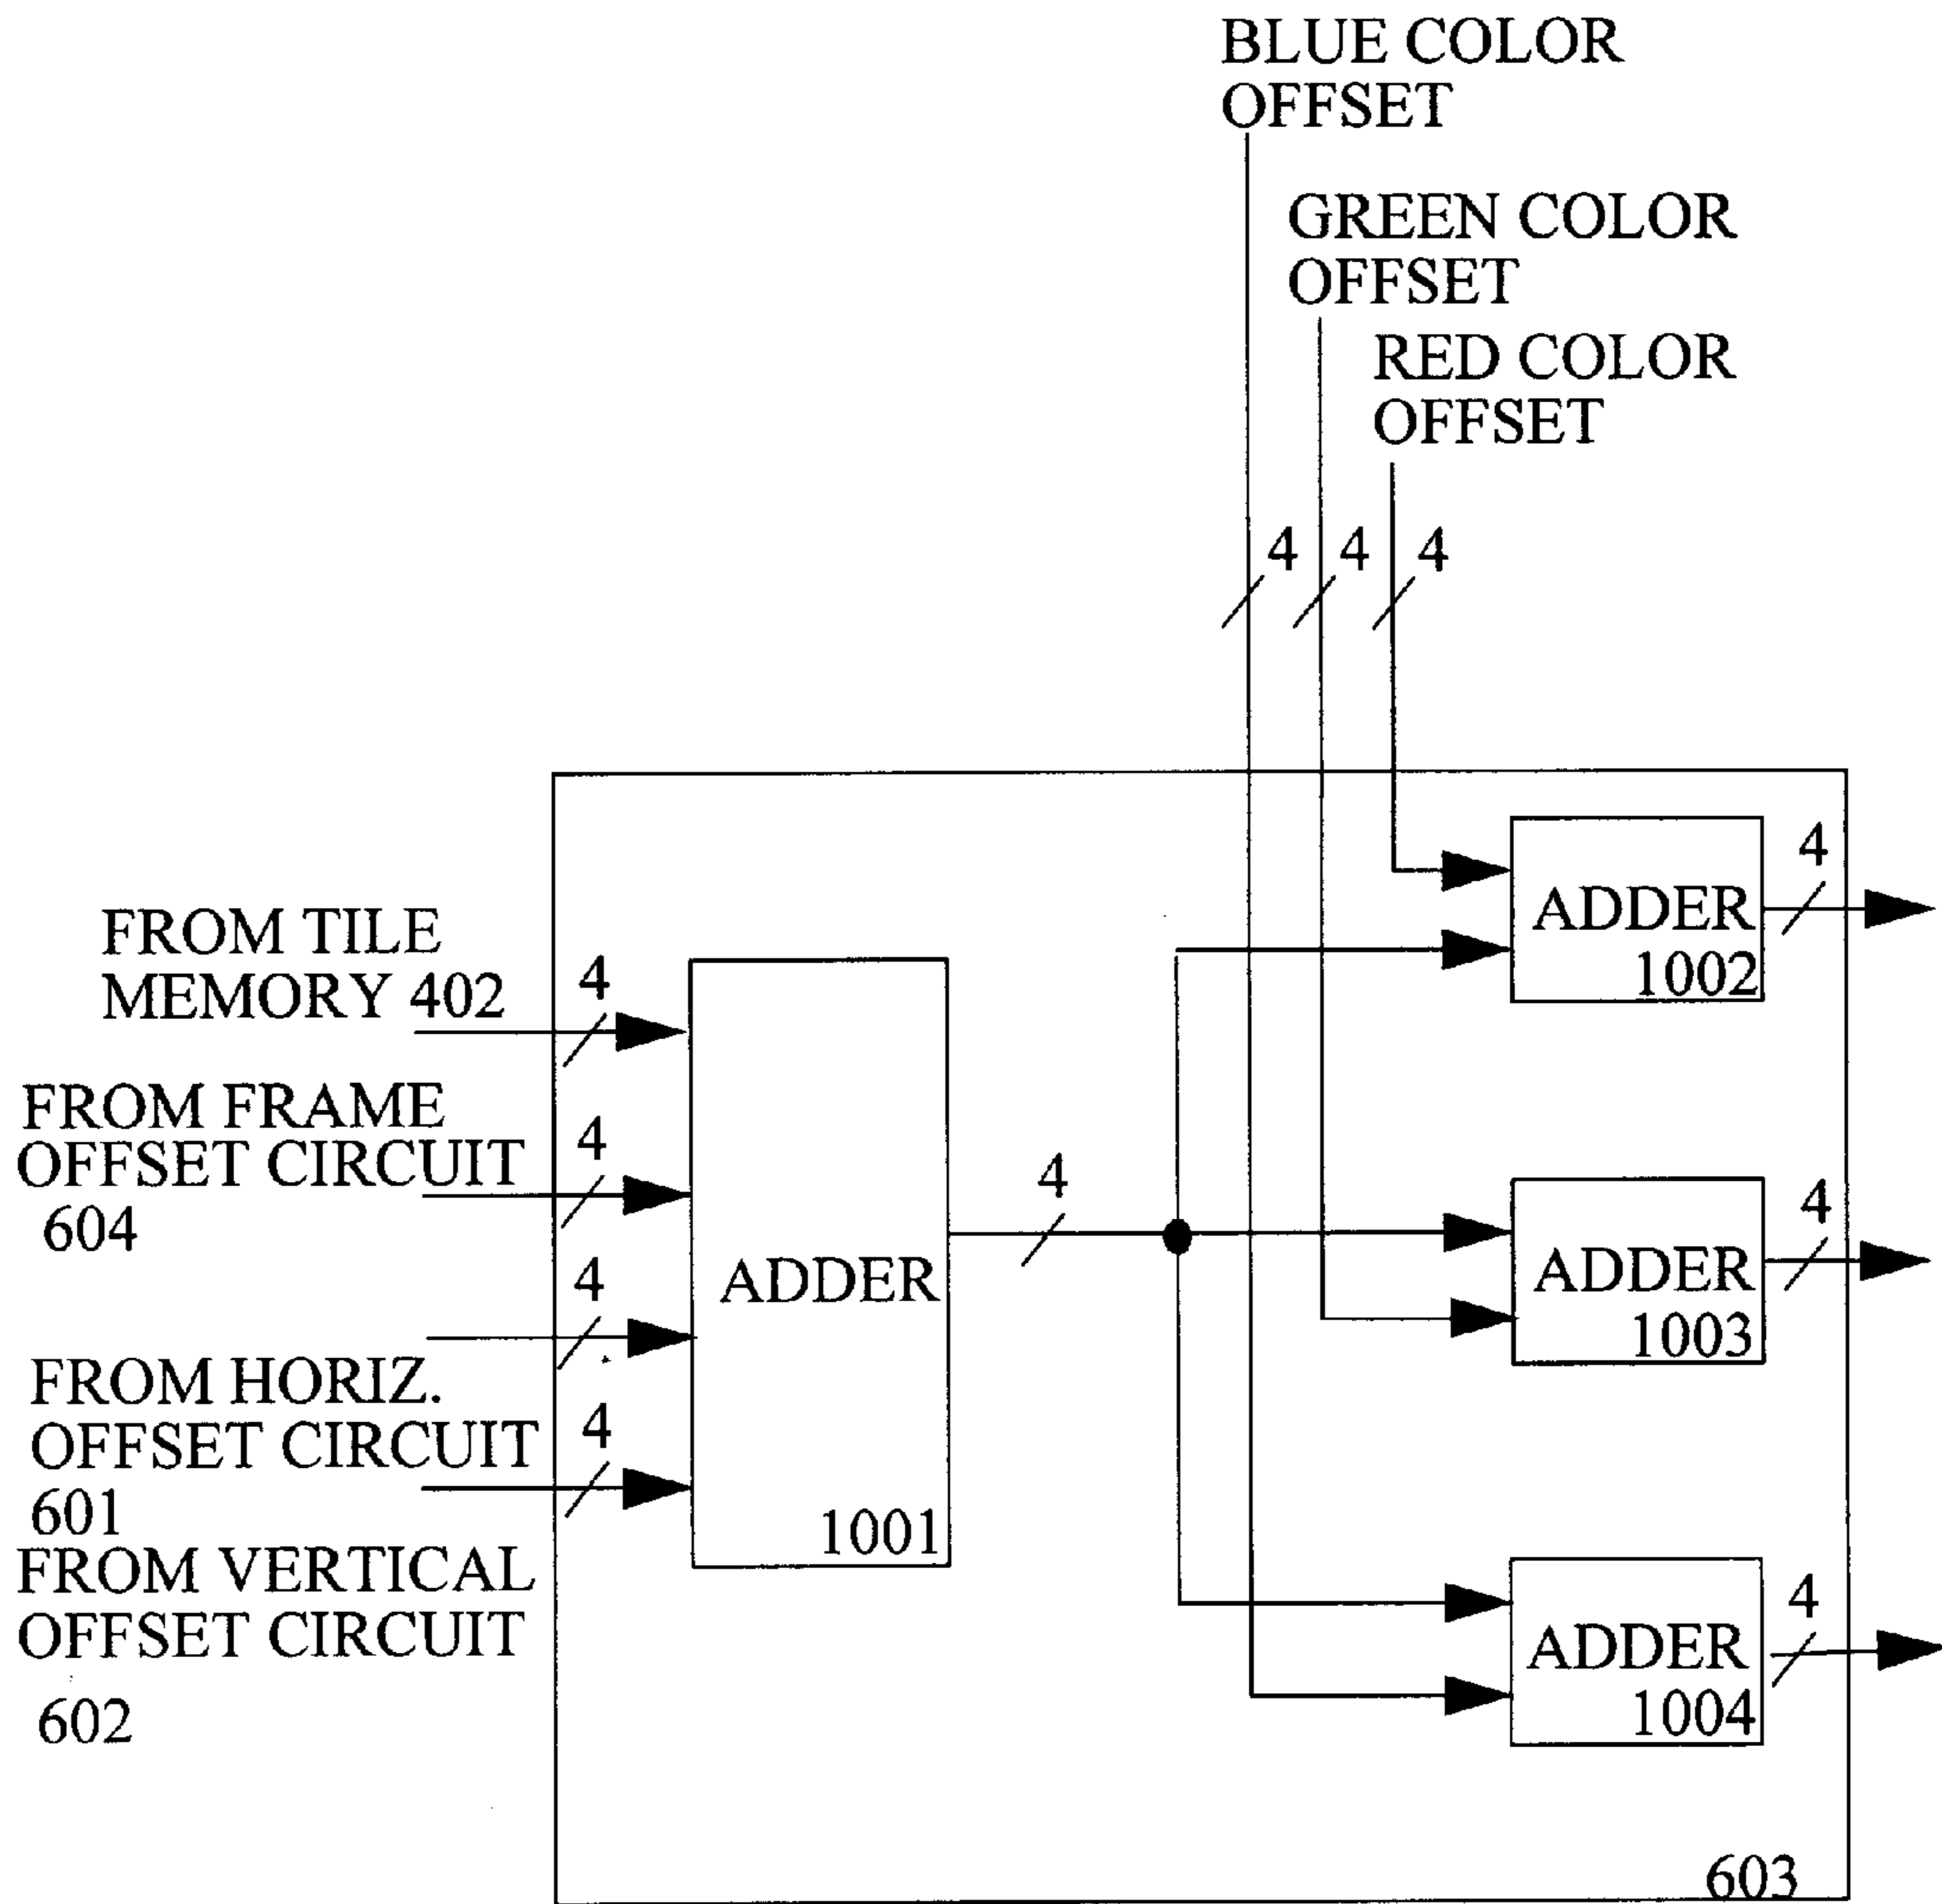 BLUE COLOR
OFFSET
GREEN COLOR
OFFSET
RED COLOR
OFFSET
4 4 4
FROM TILE
MEMORY 402
4
FROM FRAME
OFFSET CIRCUIT
604
4
4
FROM HORIZ.
OFFSET CIRCUIT
601
4
FROM VERTICAL
OFFSET CIRCUIT
602
ADDER
1001
4
ADDER
1002
4
ADDER
1003
4
ADDER
1004
4
603